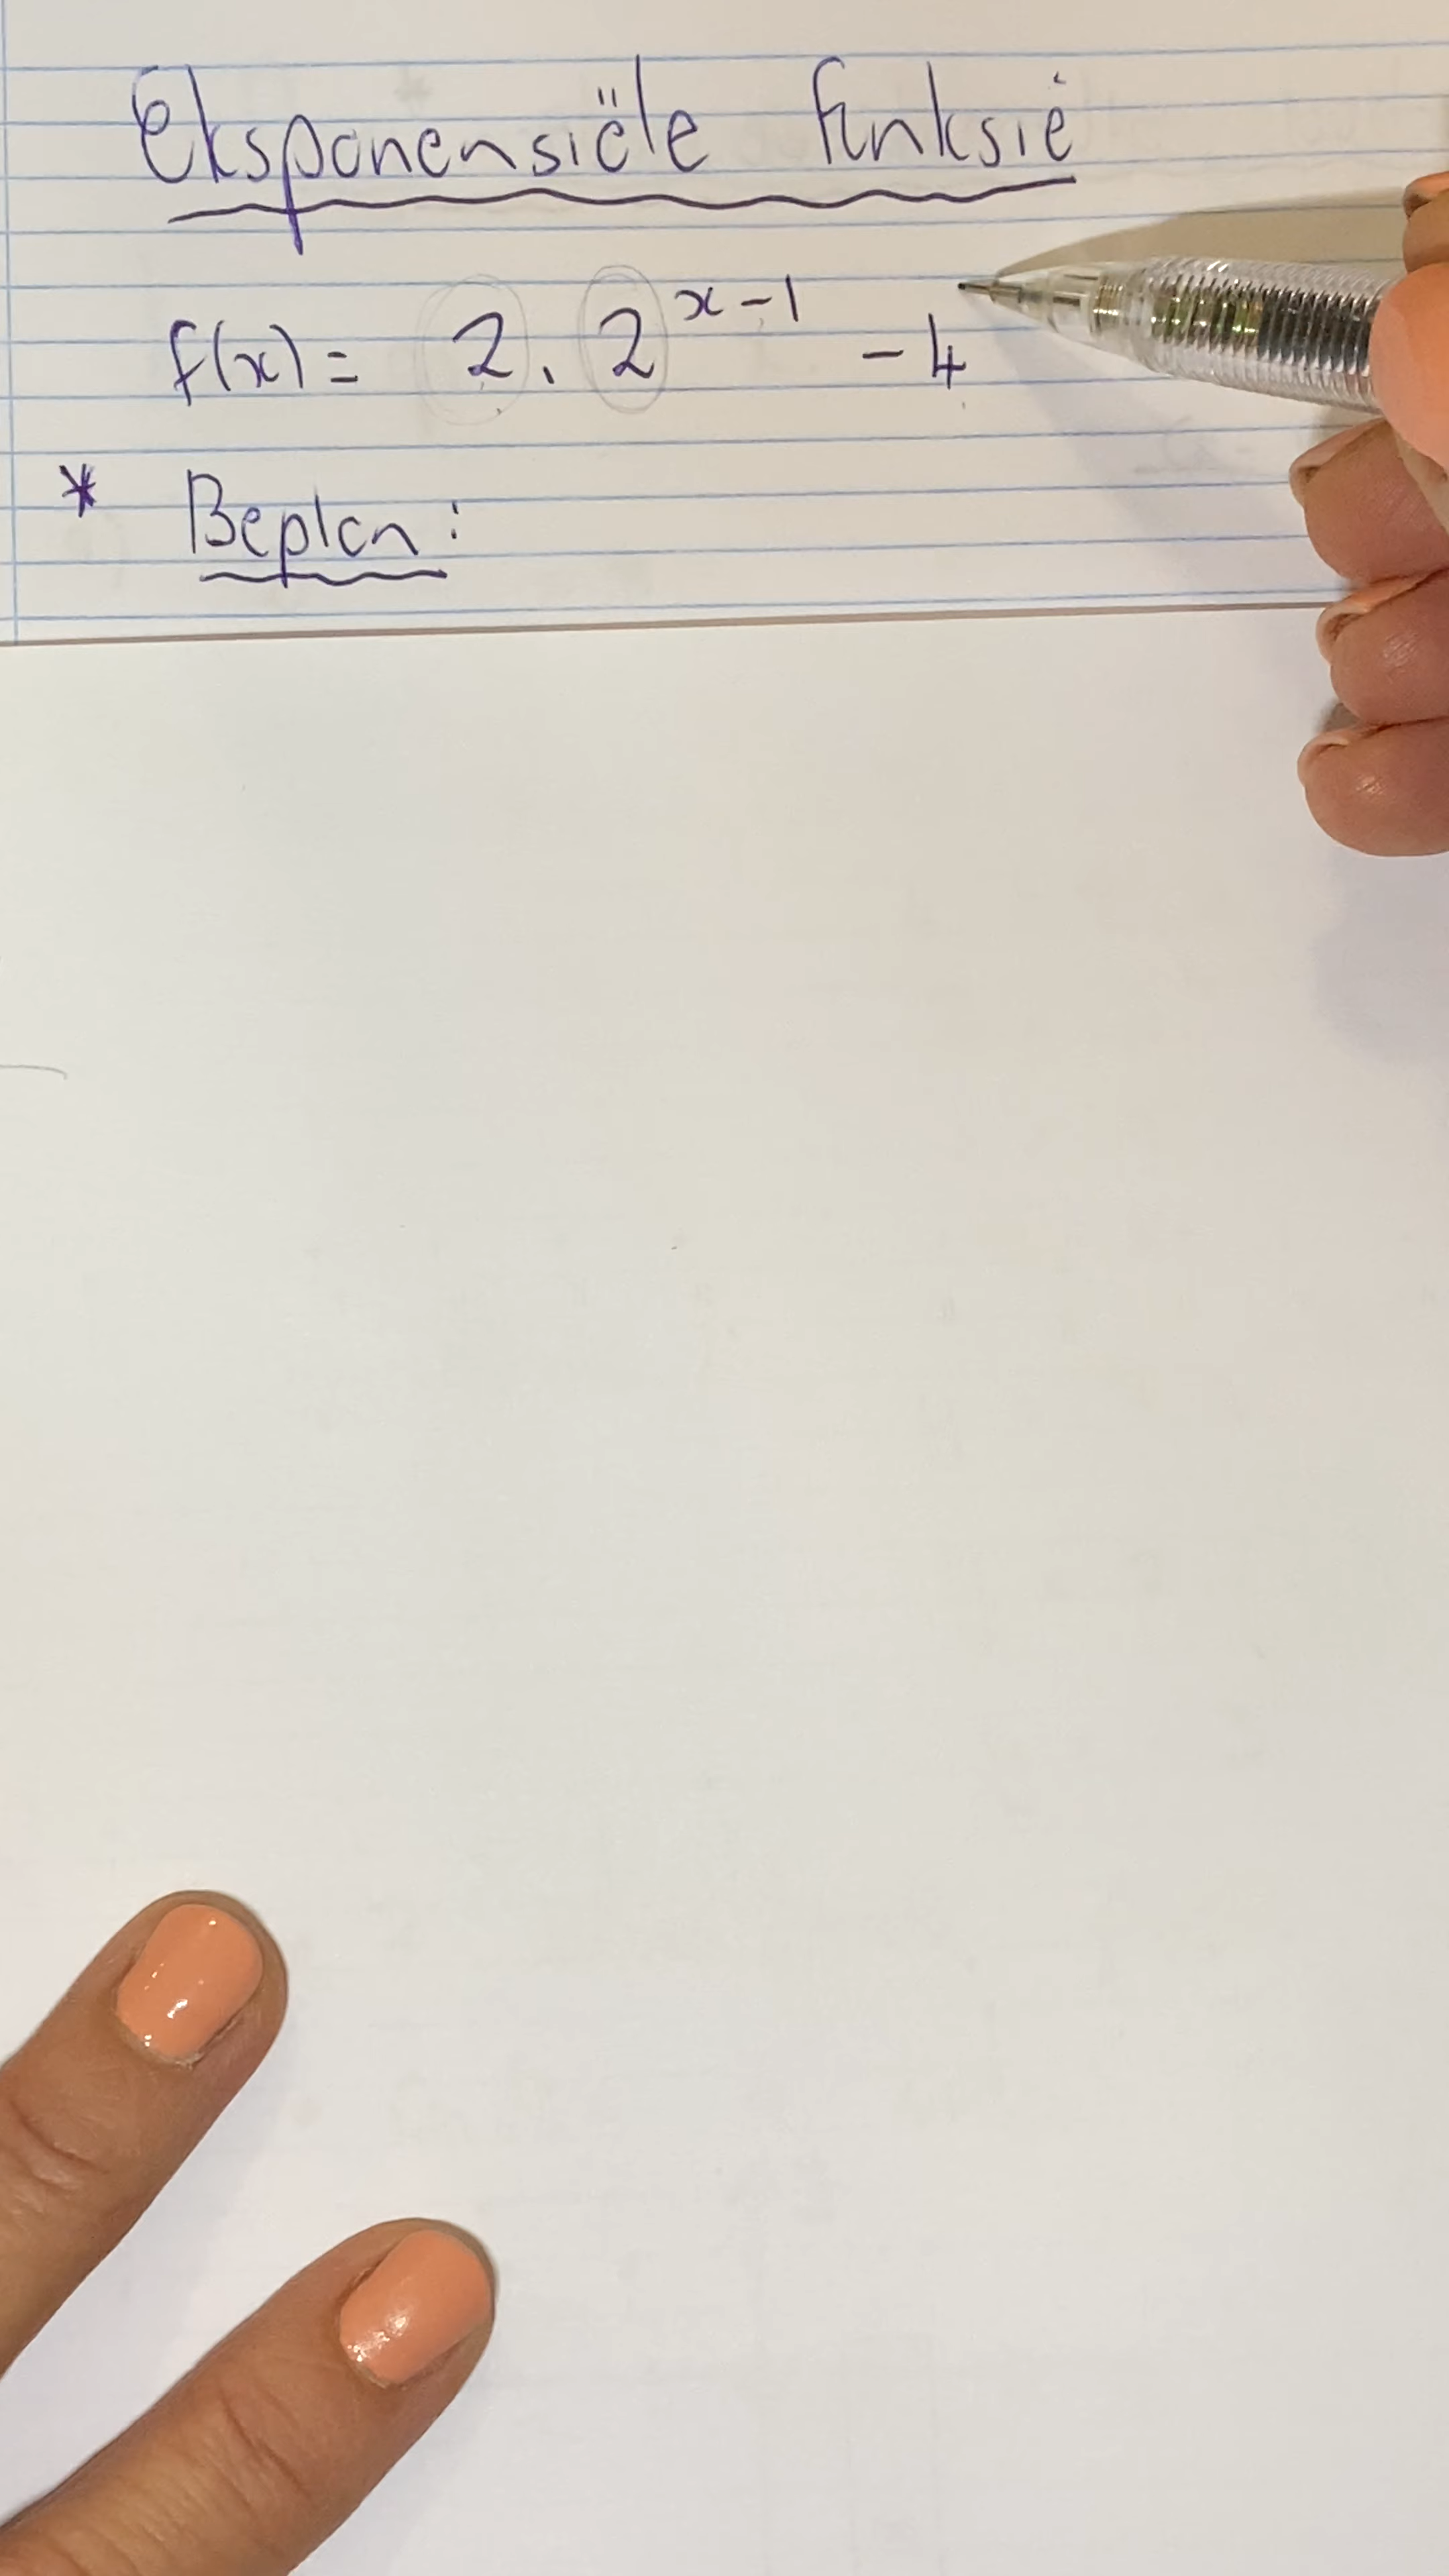 Eksponensiële funksie
f(x) = 2 . 2^{x-1} - 4
* Beplan: